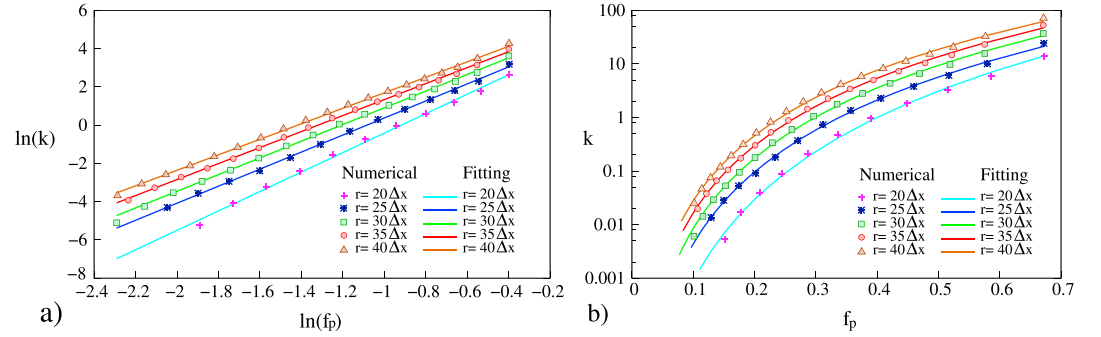 a)
6
4
2
0
−2
−4
−6
−8
ln(k)
−2.4 −2.2 −2 −1.8 −1.6 −1.4 −1.2 −1 −0.8 −0.6 −0.4 −0.2
ln(fp)
Numerical Fitting
r= 20Δx r= 20Δx
r= 25Δx r= 25Δx
r= 30Δx r= 30Δx
r= 35Δx r= 35Δx
r= 40Δx r= 40Δx
b)
100
10
1
0.1
0.01
0.001
k
0 0.1 0.2 0.3 0.4 0.5 0.6 0.7
fp
Numerical Fitting
r= 20Δx r= 20Δx
r= 25Δx r= 25Δx
r= 30Δx r= 30Δx
r= 35Δx r= 35Δx
r= 40Δx r= 40Δx